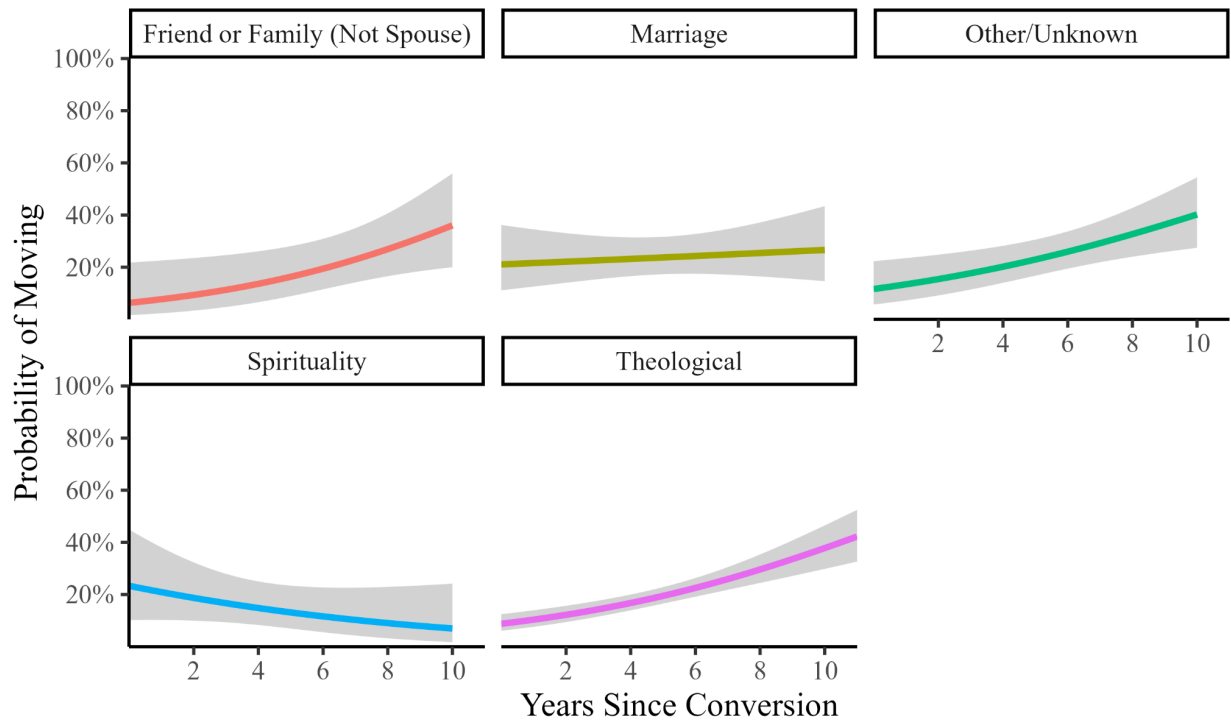 Friend or Family (Not Spouse) Marriage Other/Unknown
100%
80%
60%
40%
20%
2 4 6 8 10
Spirituality Theological
100%
80%
60%
40%
20%
2 4 6 8 10 2 4 6 8 10
Probability of Moving
Years Since Conversion